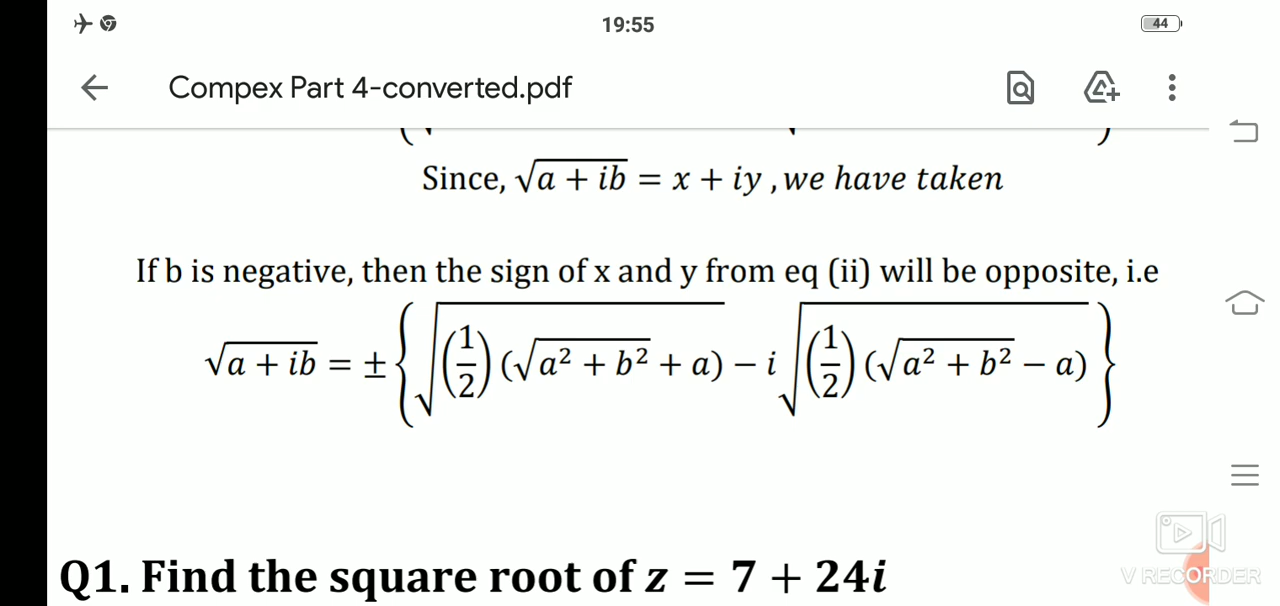 19:55
44
Compex Part 4-converted.pdf
Since, √(a + ib) = x + iy , we have taken
If b is negative, then the sign of x and y from eq (ii) will be opposite, i.e
√(a + ib) = ± { √((1/2)(√(a² + b²) + a)) − i √((1/2)(√(a² + b²) − a)) }
Q1. Find the square root of z = 7 + 24i
V RECORDER